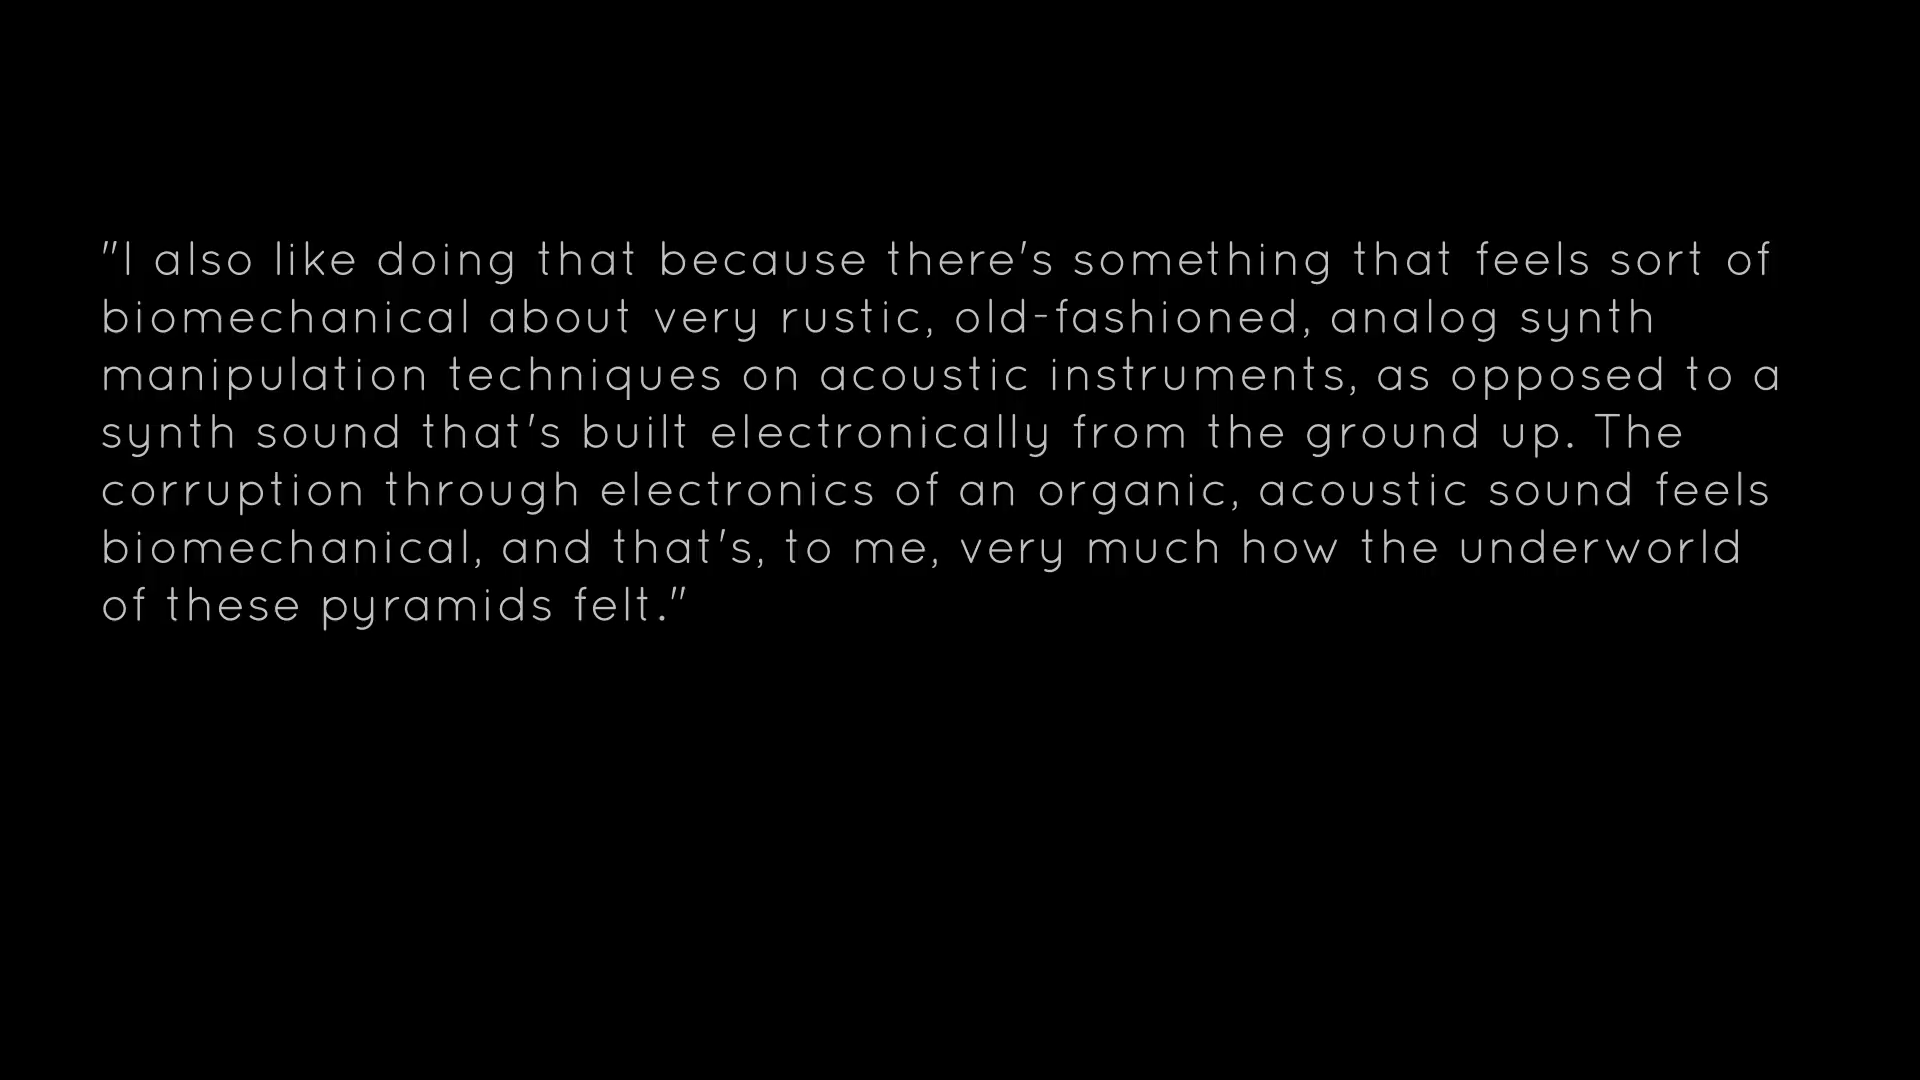 "I also like doing that because there's something that feels sort of
biomechanical about very rustic, old-fashioned, analog synth
manipulation techniques on acoustic instruments, as opposed to a
synth sound that's built electronically from the ground up. The
corruption through electronics of an organic, acoustic sound feels
biomechanical, and that's, to me, very much how the underworld
of these pyramids felt."